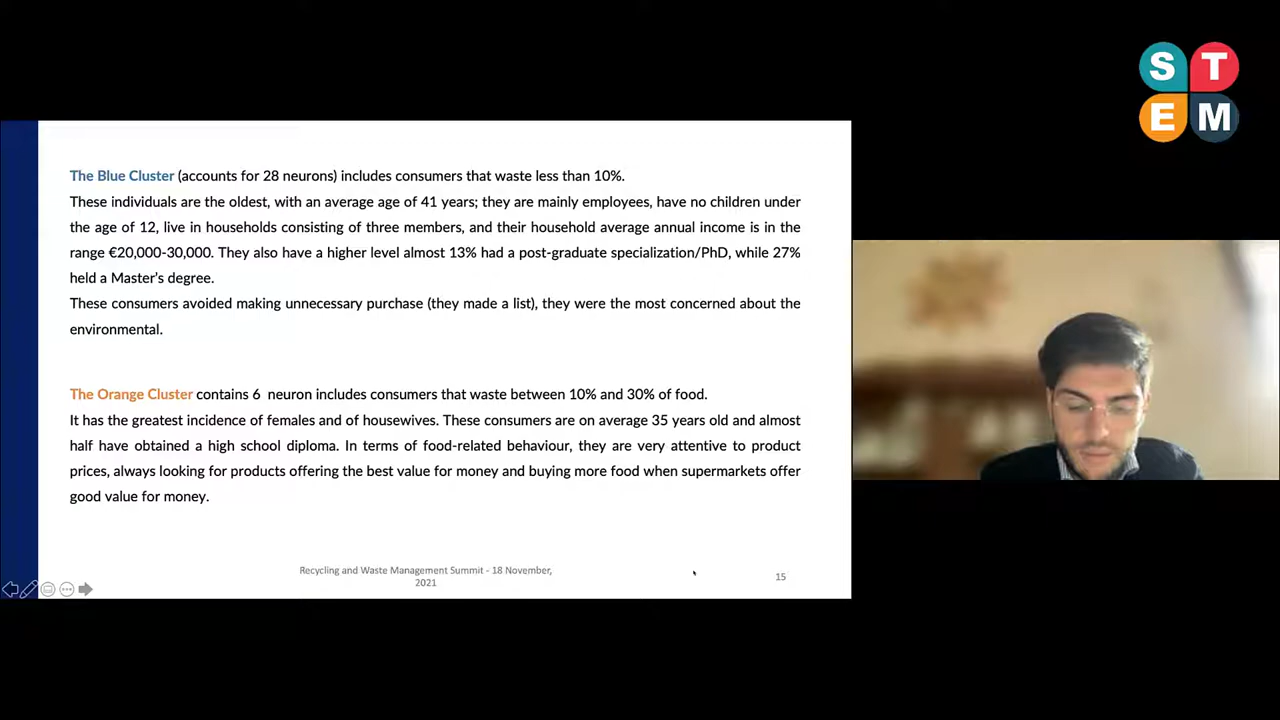 S T
E M
The Blue Cluster (accounts for 28 neurons) includes consumers that waste less than 10%.
These individuals are the oldest, with an average age of 41 years; they are mainly employees, have no children under
the age of 12, live in households consisting of three members, and their household average annual income is in the
range €20,000-30,000. They also have a higher level almost 13% had a post-graduate specialization/PhD, while 27%
held a Master's degree.
These consumers avoided making unnecessary purchase (they made a list), they were the most concerned about the
environmental.
The Orange Cluster contains 6 neuron includes consumers that waste between 10% and 30% of food.
It has the greatest incidence of females and of housewives. These consumers are on average 35 years old and almost
half have obtained a high school diploma. In terms of food-related behaviour, they are very attentive to product
prices, always looking for products offering the best value for money and buying more food when supermarkets offer
good value for money.
Recycling and Waste Management Summit - 18 November,
2021
15